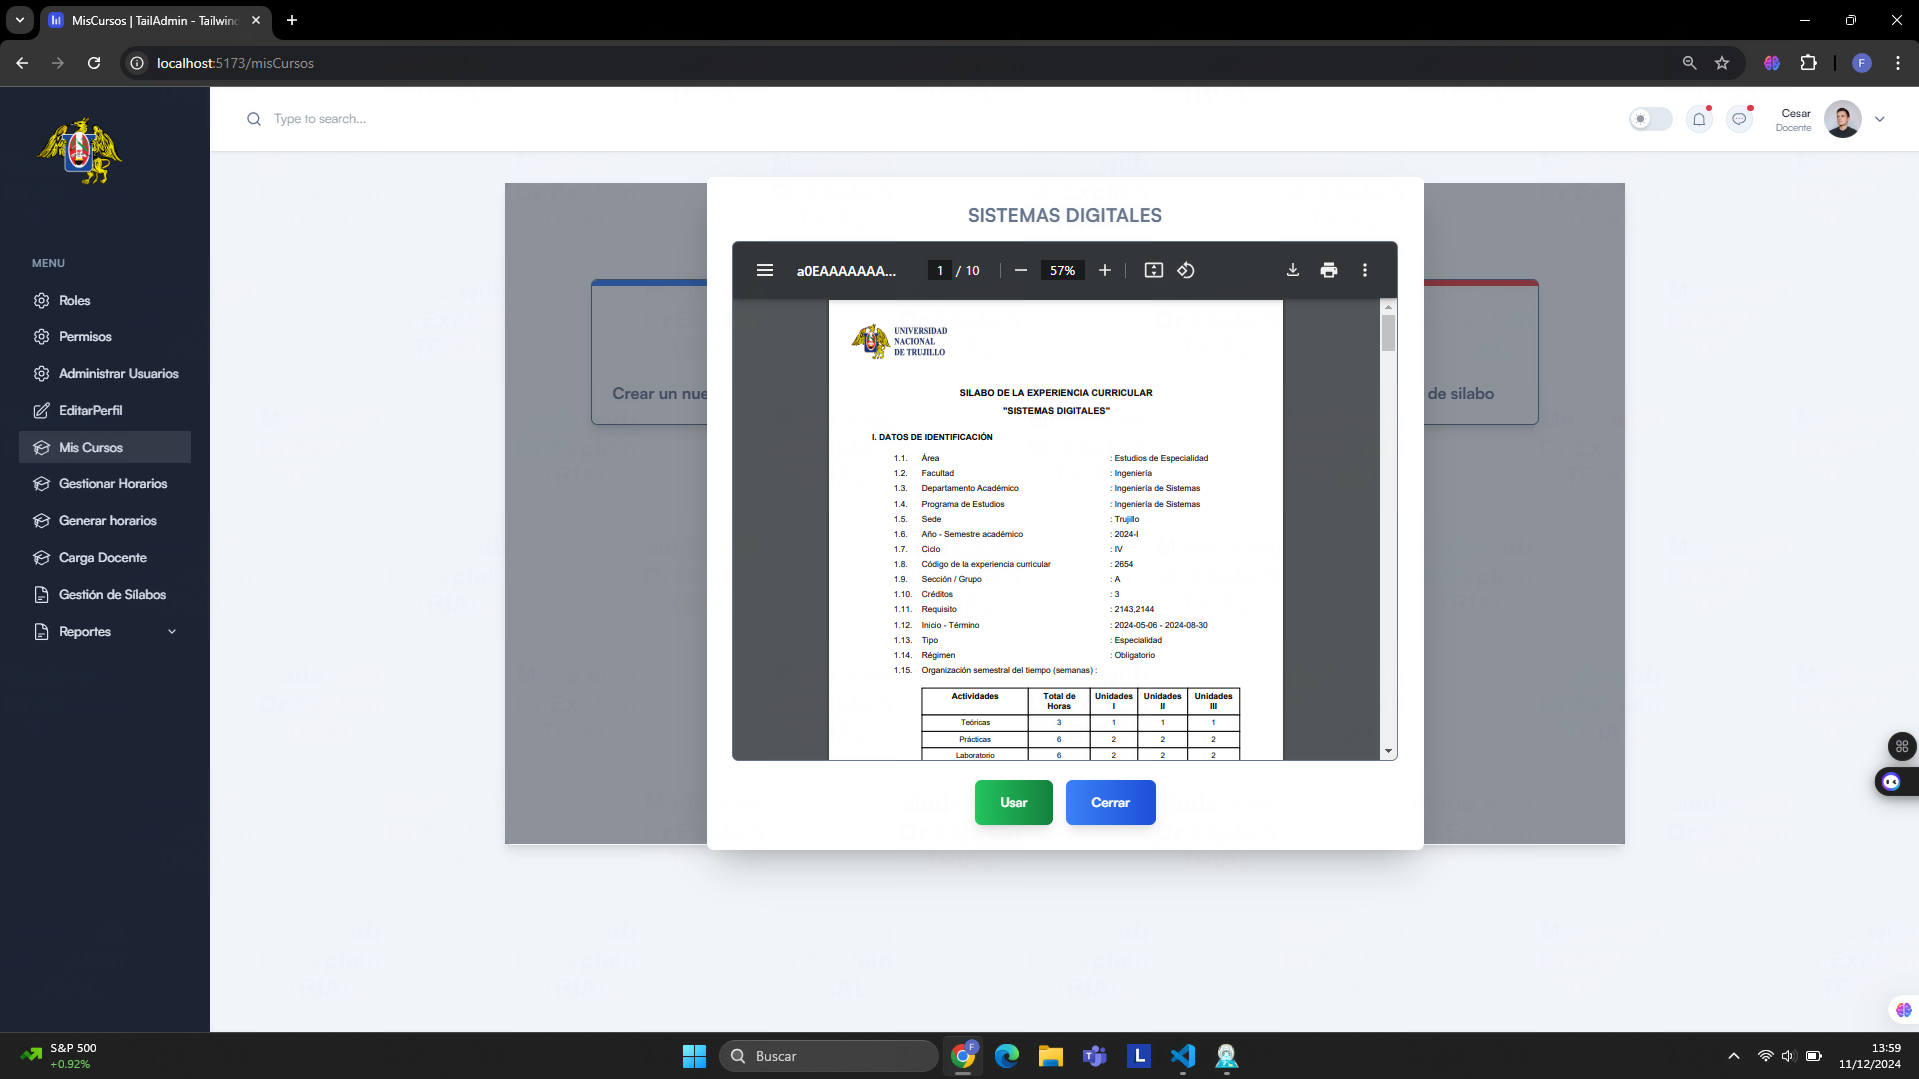 MisCursos | TailAdmin - Tailwind
localhost:5173/misCursos
Type to search...
Cesar
Docente
MENU
Roles
Permisos
Administrar Usuarios
EditarPerfil
Mis Cursos
Gestionar Horarios
Generar horarios
Carga Docente
Gestión de Sílabos
Reportes
Crear un nue
de silabo
SISTEMAS DIGITALES
a0EAAAAAAA...
1 / 10
57%
UNIVERSIDAD
NACIONAL
DE TRUJILLO
SILABO DE LA EXPERIENCIA CURRICULAR
"SISTEMAS DIGITALES"
I. DATOS DE IDENTIFICACIÓN
1.1. Área : Estudios de Especialidad
1.2. Facultad : Ingeniería
1.3. Departamento Académico : Ingeniería de Sistemas
1.4. Programa de Estudios : Ingeniería de Sistemas
1.5. Sede : Trujillo
1.6. Año - Semestre académico : 2024-I
1.7. Ciclo : IV
1.8. Código de la experiencia curricular : 2654
1.9. Sección / Grupo : A
1.10. Créditos : 3
1.11. Requisito : 2143,2144
1.12. Inicio - Término : 2024-05-06 - 2024-08-30
1.13. Tipo : Especialidad
1.14. Régimen : Obligatorio
1.15. Organización semestral del tiempo (semanas) :
Actividades Total de Horas Unidades I Unidades II Unidades III
Teóricas 3 1 1 1
Prácticas 6 2 2 2
Laboratorio 6 2 2 2
Usar
Cerrar
S&P 500
+0.92%
Buscar
13:59
11/12/2024